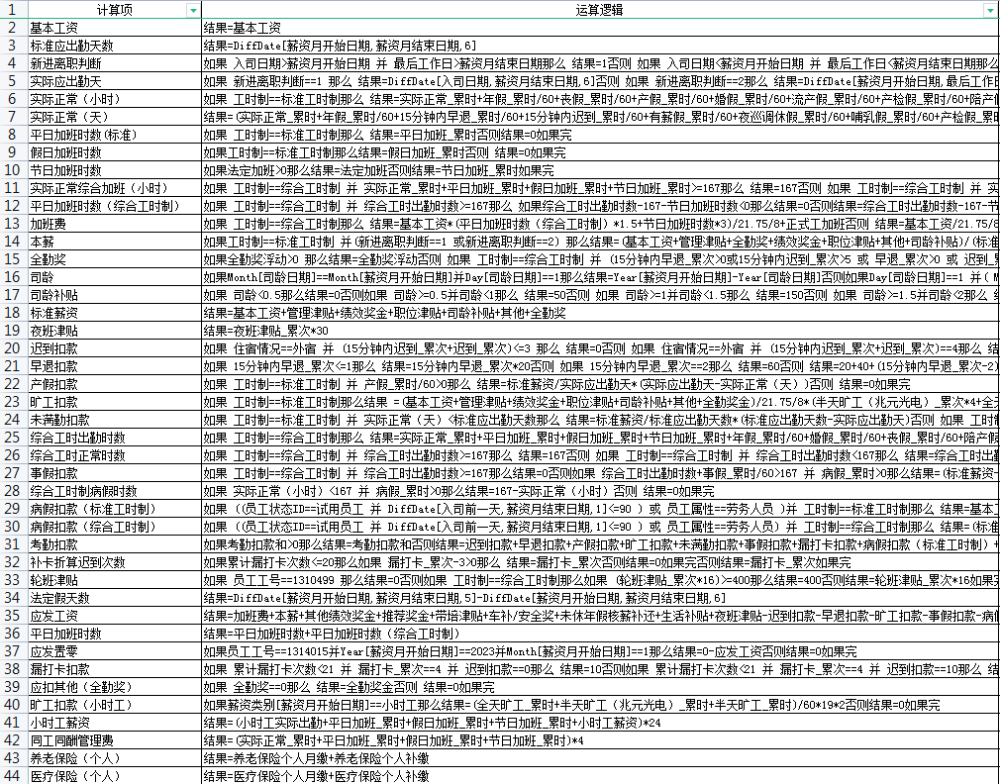 1 计算项 运算逻辑
2 基本工资 结果=基本工资
3 标准应出勤天数 结果=DiffDate[薪资月开始日期,薪资月结束日期,6]
4 新进离职判断 如果 入司日期<薪资月开始日期 并 最后工作日>薪资月结束日期那么 结果=1否则 如果 入司日期<薪资月开始日期 并 最后工作日<薪资月结束日期那么
5 实际应出勤天 如果 新进离职判断==1 那么 结果=DiffDate[入司日期,薪资月结束日期,6]否则 如果 新进离职判断==2那么 结果=DiffDate[薪资月开始日期,最后工作日
6 实际正常（小时） 如果 工时制==标准工时制那么 结果=实际正常_累时+年假_累时/60+丧假_累时/60+产假_累时/60+婚假_累时/60+流产假_累时/60+产检假_累时/60+陪产假
7 实际正常（天） 结果=(实际正常_累时+年假_累时/60+15分钟内早退_累时/60+15分钟内迟到_累时/60+有薪假_累时/60+夜巡调休假_累时/60+哺乳假_累时/60+产检假_累时
8 平日加班时数(标准) 如果 工时制==标准工时制那么 结果=平日加班_累时否则结果=0如果完
9 假日加班时数 如果工时制==标准工时制那么结果=假日加班_累时否则 结果=0如果完
10 节日加班时数 如果法定加班>0那么结果=法定加班否则结果=节日加班_累时如果完
11 实际正常综合加班（小时） 如果 工时制==综合工时制 并 实际正常_累时+平日加班_累时+假日加班_累时+节日加班_累时>=167那么 结果=167否则 如果 工时制==综合工时制 并 实
12 平日加班时数（综合工时制） 如果 工时制==综合工时制 并 综合工时出勤时数>=167那么 如果综合工时出勤时数-167-节日加班时数<0那么结果=0否则结果=综合工时出勤时数-167-节
13 加班费 如果 工时制==综合工时制那么 结果=基本工资*(平日加班时数（综合工时制）*1.5+节日加班时数*3)/21.75/8+正式工加班否则 结果=基本工资/21.75/8
14 本薪 如果工时制==标准工时制 并(新进离职判断==1 或新进离职判断==2) 那么结果=(基本工资+管理津贴+全勤奖+绩效奖金+职位津贴+其他+司龄补贴)/(标准
15 全勤奖 如果全勤奖浮动>0 那么结果=全勤奖浮动否则 如果 工时制==综合工时制 并 (15分钟内早退_累次>0或15分钟内迟到_累次>5 或 早退_累次>0 或 迟到_累
16 司龄 如果Month[司龄日期]==Month[薪资月开始日期]并Day[司龄日期]==1那么结果=Year[薪资月开始日期]-Year[司龄日期]否则如果Day[司龄日期]==1 并( M
17 司龄补贴 如果 司龄<0.5那么结果=0否则如果 司龄>=0.5并司龄<1那么 结果=50否则 如果 司龄>=1并司龄<1.5那么 结果=150否则 如果 司龄>=1.5并司龄<2那么 结
18 标准薪资 结果=基本工资+管理津贴+绩效奖金+职位津贴+司龄补贴+其他+全勤奖
19 夜班津贴 结果=夜班津贴_累次*30
20 迟到扣款 如果 住宿情况==外宿 并 (15分钟内迟到_累次+迟到_累次)<=3 那么 结果=0否则 如果 住宿情况==外宿 并 (15分钟内迟到_累次+迟到_累次)==4那么 结
21 早退扣款 如果 15分钟内早退_累次<=1那么 结果=15分钟内早退_累次*20否则 如果 15分钟内早退_累次==2那么 结果=60否则 结果=20+40+(15分钟内早退_累次-2)
22 产假扣款 如果 工时制==标准工时制 并 产假_累时/60>0那么 结果=标准薪资/实际应出勤天*(实际应出勤天-实际正常（天）)否则 结果=0如果完
23 旷工扣款 如果 工时制==标准工时制那么结果 =(基本工资+管理津贴+绩效奖金+职位津贴+司龄补贴+其他+全勤奖金)/21.75/8*(半天旷工（兆元光电）_累次*4+全天
24 未满勤扣款 如果 工时制==标准工时制 并 实际正常（天）<标准应出勤天数那么 结果=标准薪资/标准应出勤天数*(标准应出勤天数-实际应出勤天)否则 如果 工时
25 综合工时出勤时数 如果 工时制==综合工时制那么 结果=实际正常_累时+平日加班_累时+假日加班_累时+节日加班_累时+年假_累时/60+婚假_累时/60+丧假_累时/60+陪产假
26 综合工时正常时数 如果 工时制==综合工时制 并 综合工时出勤时数>=167那么 结果=167否则 如果 工时制==综合工时制 并 综合工时出勤时数<167那么 结果=综合工时出勤
27 事假扣款 如果 工时制==综合工时制 并 综合工时出勤时数>=167那么 结果=0否则如果 综合工时出勤时数+事假_累时/60>167 并 病假_累时>0那么 结果=(标准薪资-
28 综合工时制病假时数 如果 实际正常（小时）<167 并 病假_累时>0那么结果=167-实际正常（小时）否则 结果=0如果完
29 病假扣款（标准工时制） 如果 ((员工状态ID==试用员工 并 DiffDate[入司前一天,薪资月结束日期,1]<=90 ) 或 员工属性==劳务人员 )并 工时制==标准工时制那么 结果=基本工
30 病假扣款（综合工时制） 如果 ((员工状态ID==试用员工 并 DiffDate[入司前一天,薪资月结束日期,1]<=90 ) 或 员工属性==劳务人员) 并 工时制==综合工时制那么 结果=(标准
31 考勤扣款 如果考勤扣款和>0那么结果=考勤扣款和否则结果=迟到扣款+早退扣款+产假扣款+旷工扣款+未满勤扣款+事假扣款+漏打卡扣款+病假扣款（标准工时制）+
32 补卡折算迟到次数 如果累计漏打卡次数<=20那么如果 漏打卡_累次-3>0那么 结果=漏打卡_累次否则结果=0如果完否则结果=漏打卡_累次如果完
33 轮班津贴 如果 员工工号==1310499 那么结果=0否则如果 工时制==综合工时制那么如果 (轮班津贴_累次*16)>=400那么结果=400否则结果=轮班津贴_累次*16如果完
34 法定假天数 结果=DiffDate[薪资月开始日期,薪资月结束日期,5]-DiffDate[薪资月开始日期,薪资月结束日期,6]
35 应发工资 结果=加班费+本薪+其他绩效奖金+推荐奖金+带培津贴+车补/安全奖+未休年假核薪补还+生活补贴+夜班津贴-迟到扣款-早退扣款-旷工扣款-事假扣款-病假
36 平日加班时数 结果=平日加班时数+平日加班时数（综合工时制）
37 应发置零 如果员工工号==1314015并Year[薪资月开始日期]==2023并Month[薪资月开始日期]==1那么结果=0-应发工资否则结果=0如果完
38 漏打卡扣款 如果 累计漏打卡次数<21 并 漏打卡_累次==4 并 迟到扣款==0那么 结果=10否则如果 累计漏打卡次数<21 并 漏打卡_累次==4 并 迟到扣款==10那么 结
39 应扣其他（全勤奖） 如果 全勤奖==0那么 结果=全勤奖金否则 结果=0如果完
40 旷工扣款（小时工） 如果薪资类别[薪资月开始日期]==小时工那么结果=(全天旷工_累时+半天旷工（兆元光电）_累时+半天旷工_累时)/60*19*2否则结果=0如果完
41 小时工薪资 结果=(小时工实际出勤+平日加班_累时+假日加班_累时+节日加班_累时+小时工薪资)*24
42 同工同酬管理费 结果=(实际正常_累时+平日加班_累时+假日加班_累时+节日加班_累时)*4
43 养老保险（个人） 结果=养老保险个人月缴+养老保险个人补缴
44 医疗保险（个人） 结果=医疗保险个人月缴+医疗保险个人补缴